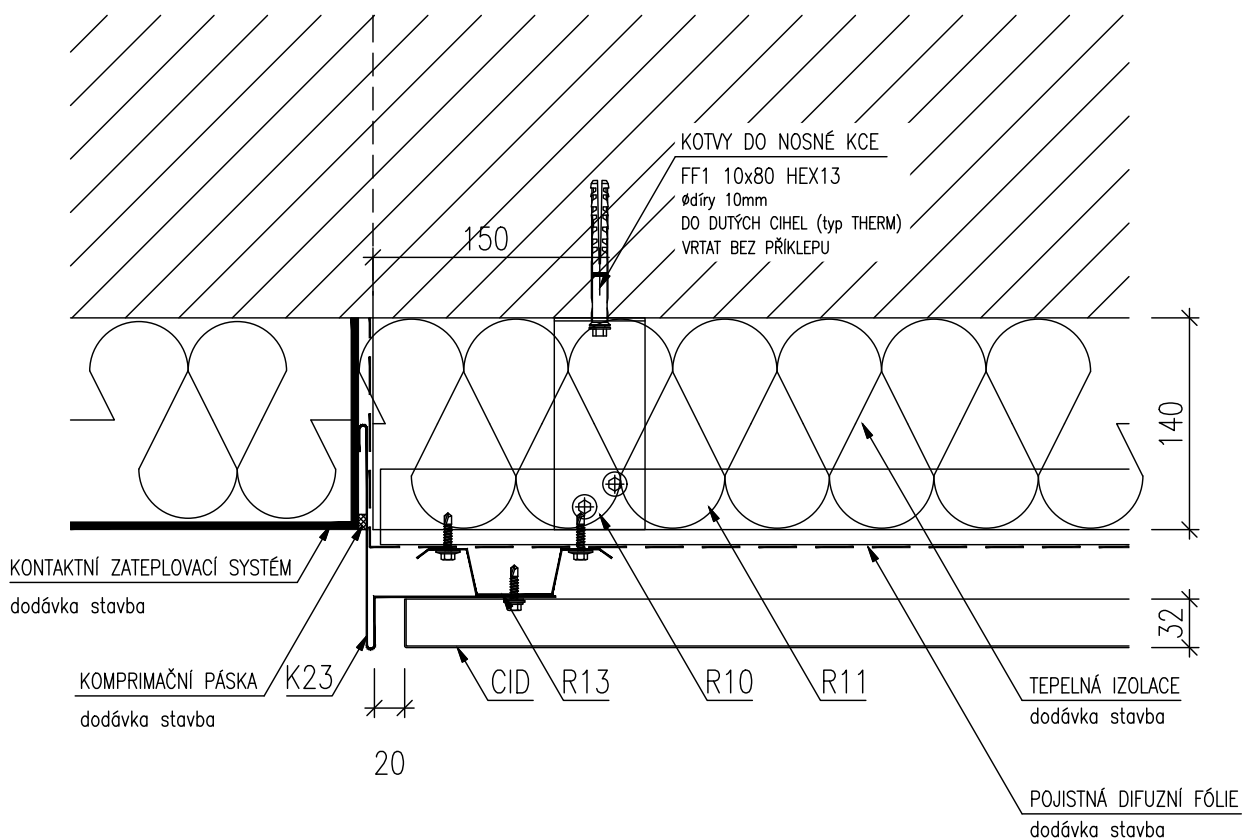 KOTVY DO NOSNÉ KCE
FF1 10x80 HEX13
ødíry 10mm
DO DUTÝCH CIHEL (typ THERM)
VRTAT BEZ PŘÍKLEPU
150
140
32
KONTAKTNÍ ZATEPLOVACÍ SYSTÉM
dodávka stavba
KOMPRIMAČNÍ PÁSKA
dodávka stavba
K23
CID
R13
R10
R11
TEPELNÁ IZOLACE
dodávka stavba
20
POJISTNÁ DIFUZNÍ FÓLIE
dodávka stavba